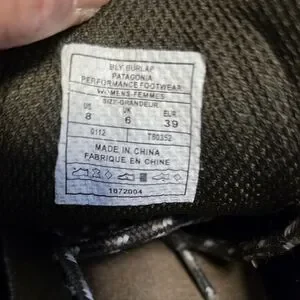 BLY BURLAP
PATAGONIA
PERFORMANCE FOOTWEAR
WOMENS-FEMMES
SIZE-GRANDEUR
US UK EUR
8 6 39
0112 T80352
MADE IN CHINA
FABRIQUE EN CHINE
1072004